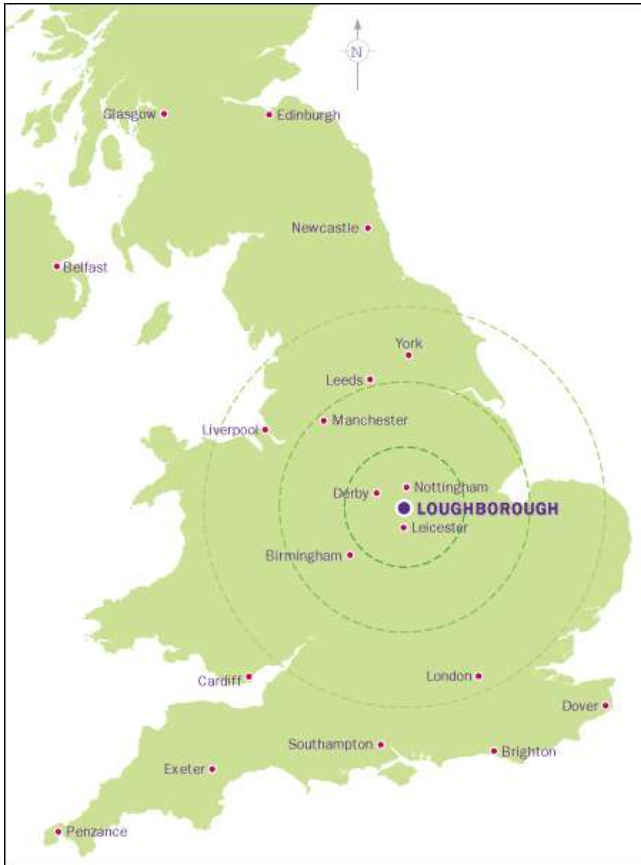 N
Glasgow
Edinburgh
Newcastle
Belfast
York
Leeds
Manchester
Liverpool
Nottingham
Derby
LOUGHBOROUGH
Leicester
Birmingham
London
Cardiff
Dover
Southampton
Brighton
Exeter
Penzance